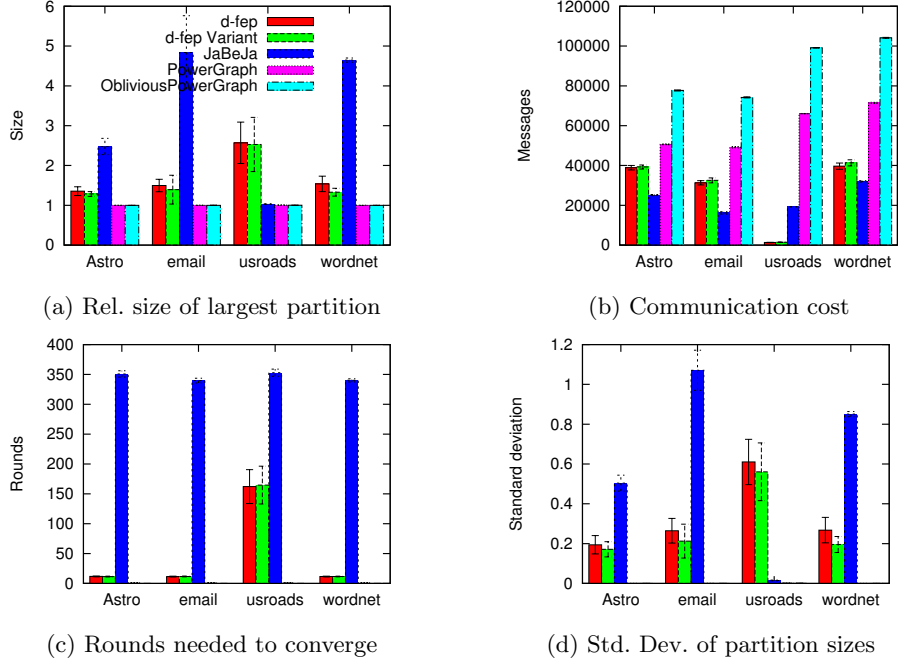 d-fep
d-fep Variant
JaBeJa
PowerGraph
ObliviousPowerGraph
Size
6
5
4
3
2
1
0
Astro email usroads wordnet
(a) Rel. size of largest partition
Messages
120000
100000
80000
60000
40000
20000
0
Astro email usroads wordnet
(b) Communication cost
Rounds
400
350
300
250
200
150
100
50
0
Astro email usroads wordnet
(c) Rounds needed to converge
Standard deviation
1.2
1
0.8
0.6
0.4
0.2
0
Astro email usroads wordnet
(d) Std. Dev. of partition sizes